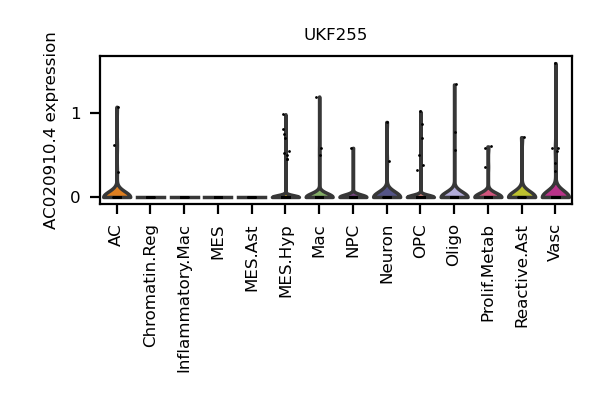 UKF255
AC020910.4 expression
1
0
AC
Chromatin.Reg
Inflammatory.Mac
MES
MES.Ast
MES.Hyp
Mac
NPC
Neuron
OPC
Oligo
Prolif.Metab
Reactive.Ast
Vasc